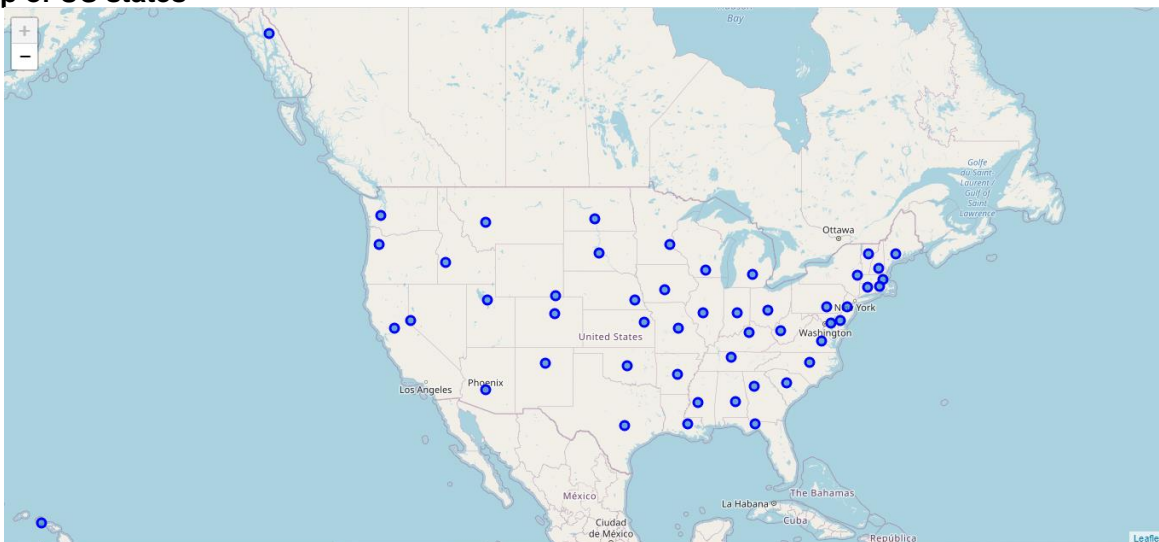 p of US states
Bay
+
−
Golfe
du Saint
Laurent /
Gulf of
Saint
Lawrence
Ottawa
New York
Washington
United States
Los Angeles
Phoenix
México
Ciudad
de México
La Habana
The Bahamas
Cuba
República
Leafle